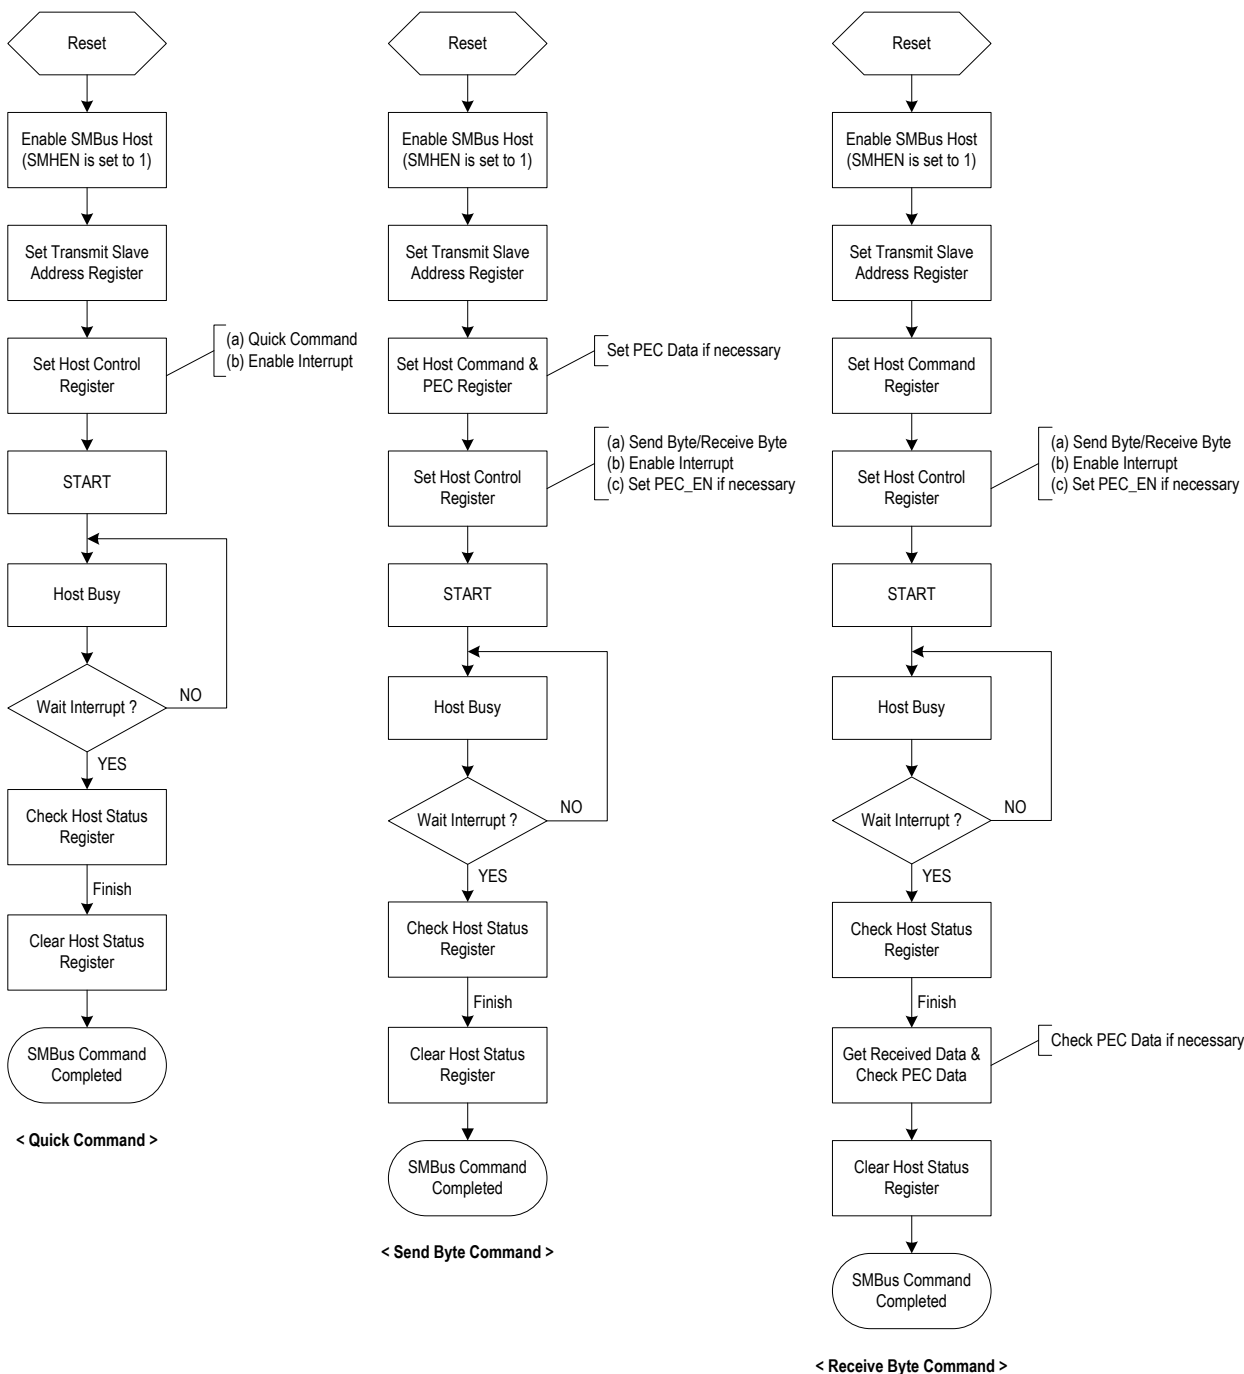 Reset
Enable SMBus Host
(SMHEN is set to 1)
Set Transmit Slave
Address Register
Set Host Control
Register
(a) Quick Command
(b) Enable Interrupt
START
Host Busy
Wait Interrupt ?
NO
YES
Check Host Status
Register
Finish
Clear Host Status
Register
SMBus Command
Completed
< Quick Command >
Reset
Enable SMBus Host
(SMHEN is set to 1)
Set Transmit Slave
Address Register
Set Host Command &
PEC Register
Set PEC Data if necessary
Set Host Control
Register
(a) Send Byte/Receive Byte
(b) Enable Interrupt
(c) Set PEC_EN if necessary
START
Host Busy
Wait Interrupt ?
NO
YES
Check Host Status
Register
Finish
Clear Host Status
Register
SMBus Command
Completed
< Send Byte Command >
Reset
Enable SMBus Host
(SMHEN is set to 1)
Set Transmit Slave
Address Register
Set Host Command
Register
Set Host Control
Register
(a) Send Byte/Receive Byte
(b) Enable Interrupt
(c) Set PEC_EN if necessary
START
Host Busy
Wait Interrupt ?
NO
YES
Check Host Status
Register
Finish
Get Received Data &
Check PEC Data
Check PEC Data if necessary
Clear Host Status
Register
SMBus Command
Completed
< Receive Byte Command >